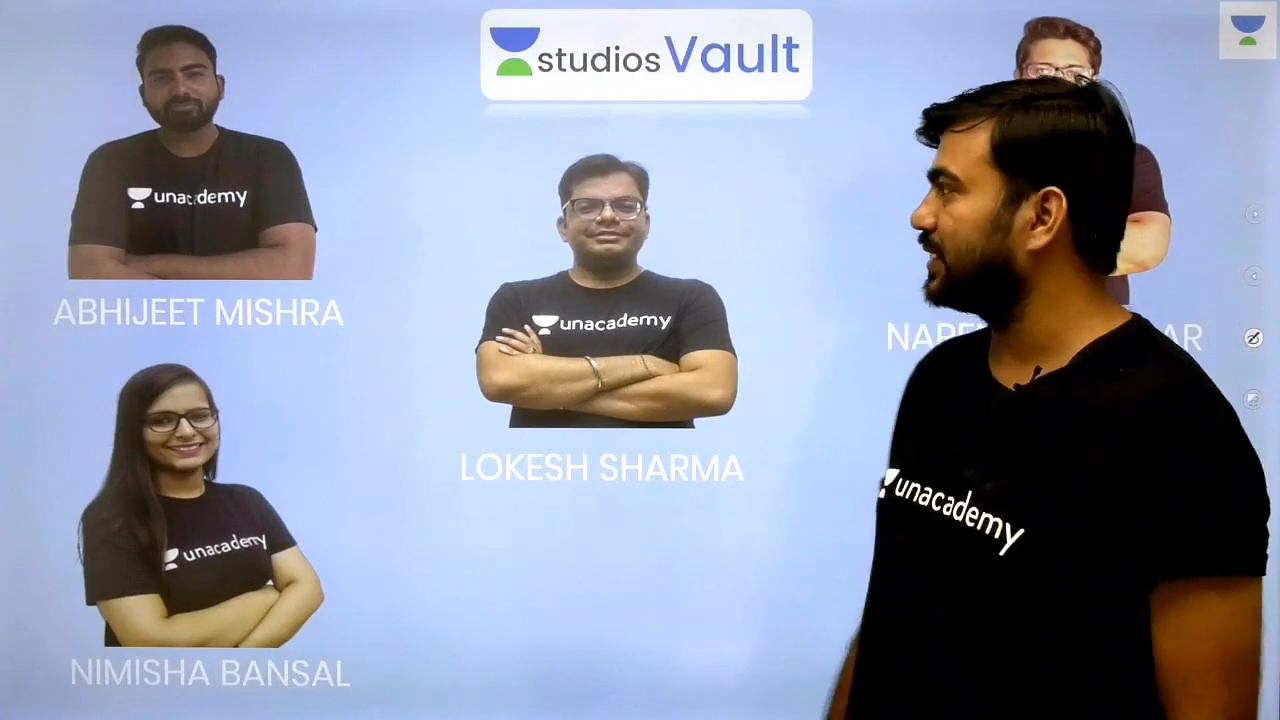 studios Vault
unacademy
ABHIJEET MISHRA
unacademy
LOKESH SHARMA
unacademy
NIMISHA BANSAL
unacademy